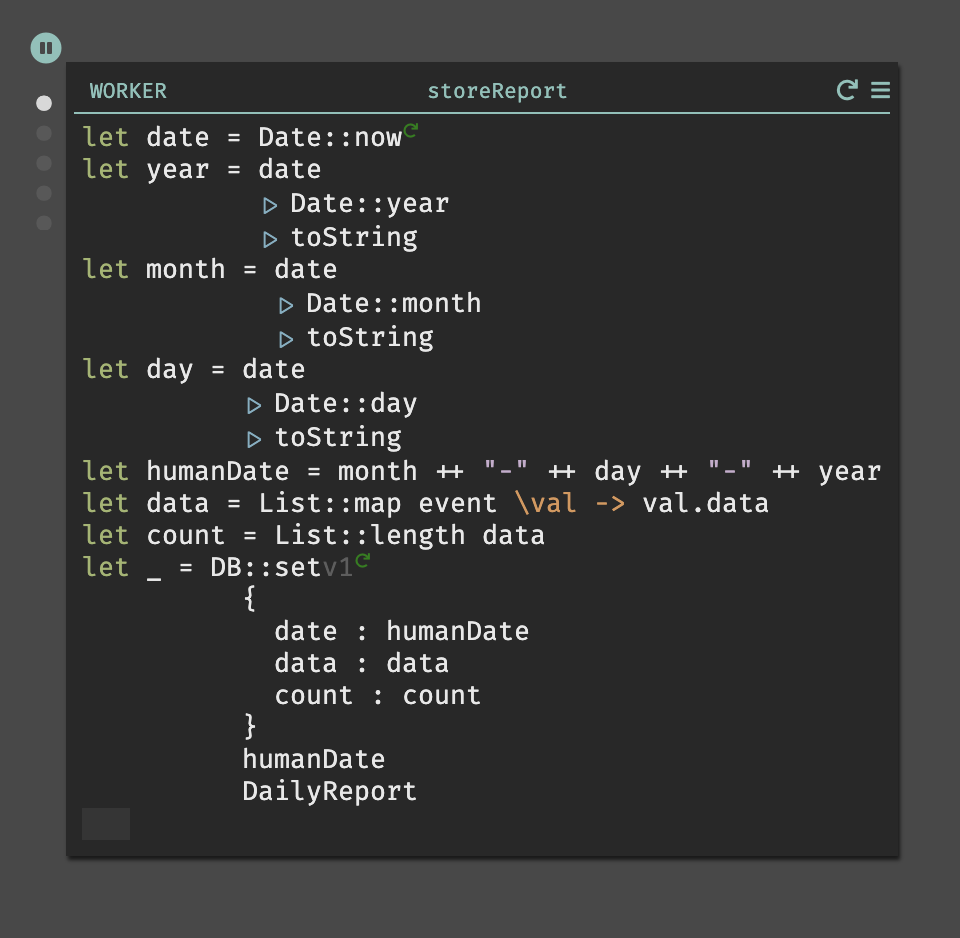 WORKER storeReport
let date = Date::now
let year = date
▷ Date::year
▷ toString
let month = date
▷ Date::month
▷ toString
let day = date
▷ Date::day
▷ toString
let humanDate = month ++ "-" ++ day ++ "-" ++ year
let data = List::map event \val -> val.data
let count = List::length data
let _ = DB::setv1
{
date : humanDate
data : data
count : count
}
humanDate
DailyReport